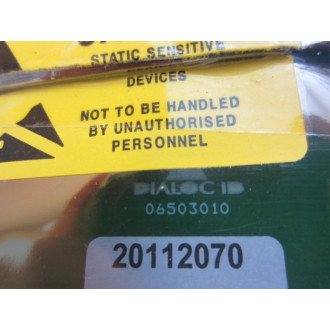 STATIC SENSITIVE
DEVICES
NOT TO BE HANDLED
BY UNAUTHORISED
PERSONNEL
DIALOC ID
06503010
20112070